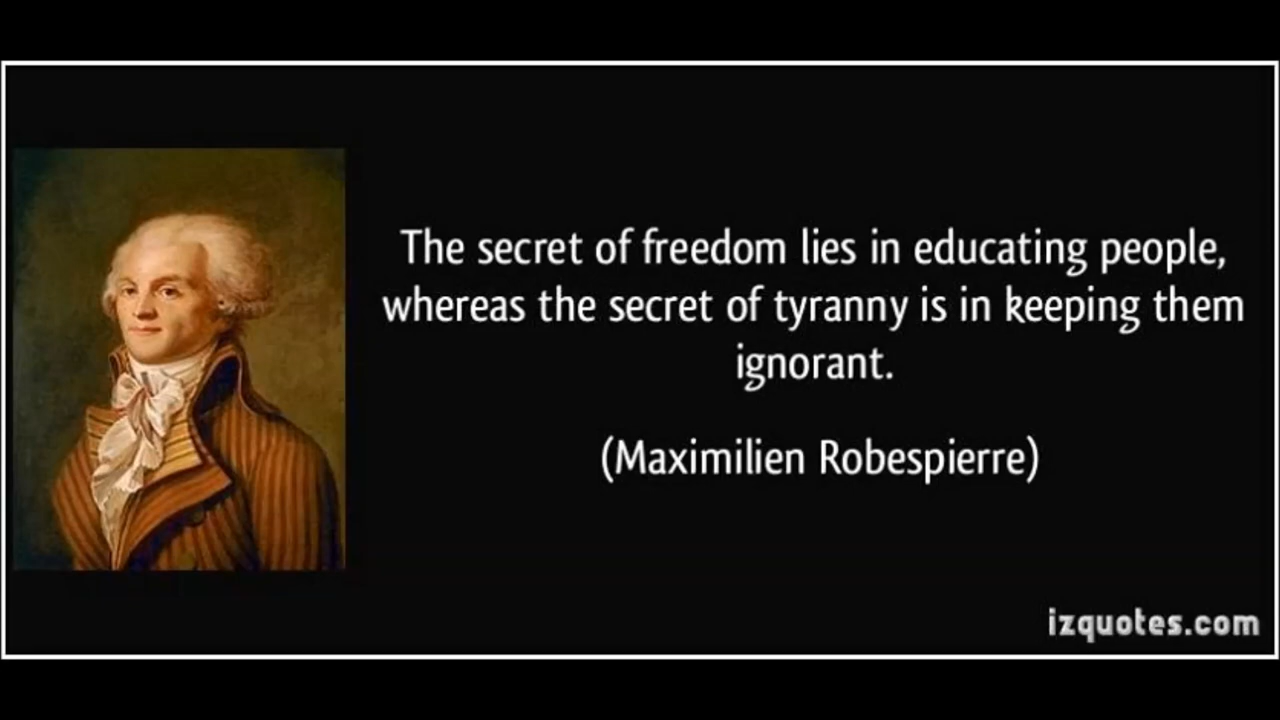 The secret of freedom lies in educating people,
whereas the secret of tyranny is in keeping them
ignorant.
(Maximilien Robespierre)
izquotes.com